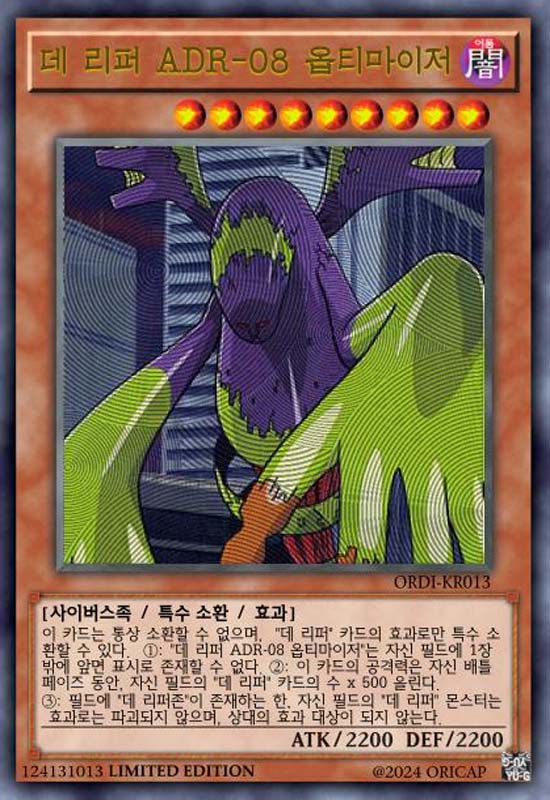 데 리퍼 ADR-08 옵티마이저
어둠
闇
ORDI-KR013
[사이버스족 / 특수 소환 / 효과]
이 카드는 통상 소환할 수 없으며, "데 리퍼" 카드의 효과로만 특수 소
환할 수 있다. ①: "데 리퍼 ADR-08 옵티마이저"는 자신 필드에 1장
밖에 앞면 표시로 존재할 수 없다. ②: 이 카드의 공격력은 자신 배틀
페이즈 동안, 자신 필드의 "데 리퍼" 카드의 수 x 500 올린다.
③: 필드에 "데 리퍼존"이 존재하는 한, 자신 필드의 "데 리퍼" 몬스터는
효과로는 파괴되지 않으며, 상대의 효과 대상이 되지 않는다.
ATK/2200 DEF/2200
124131013 LIMITED EDITION
©2024 ORICAP